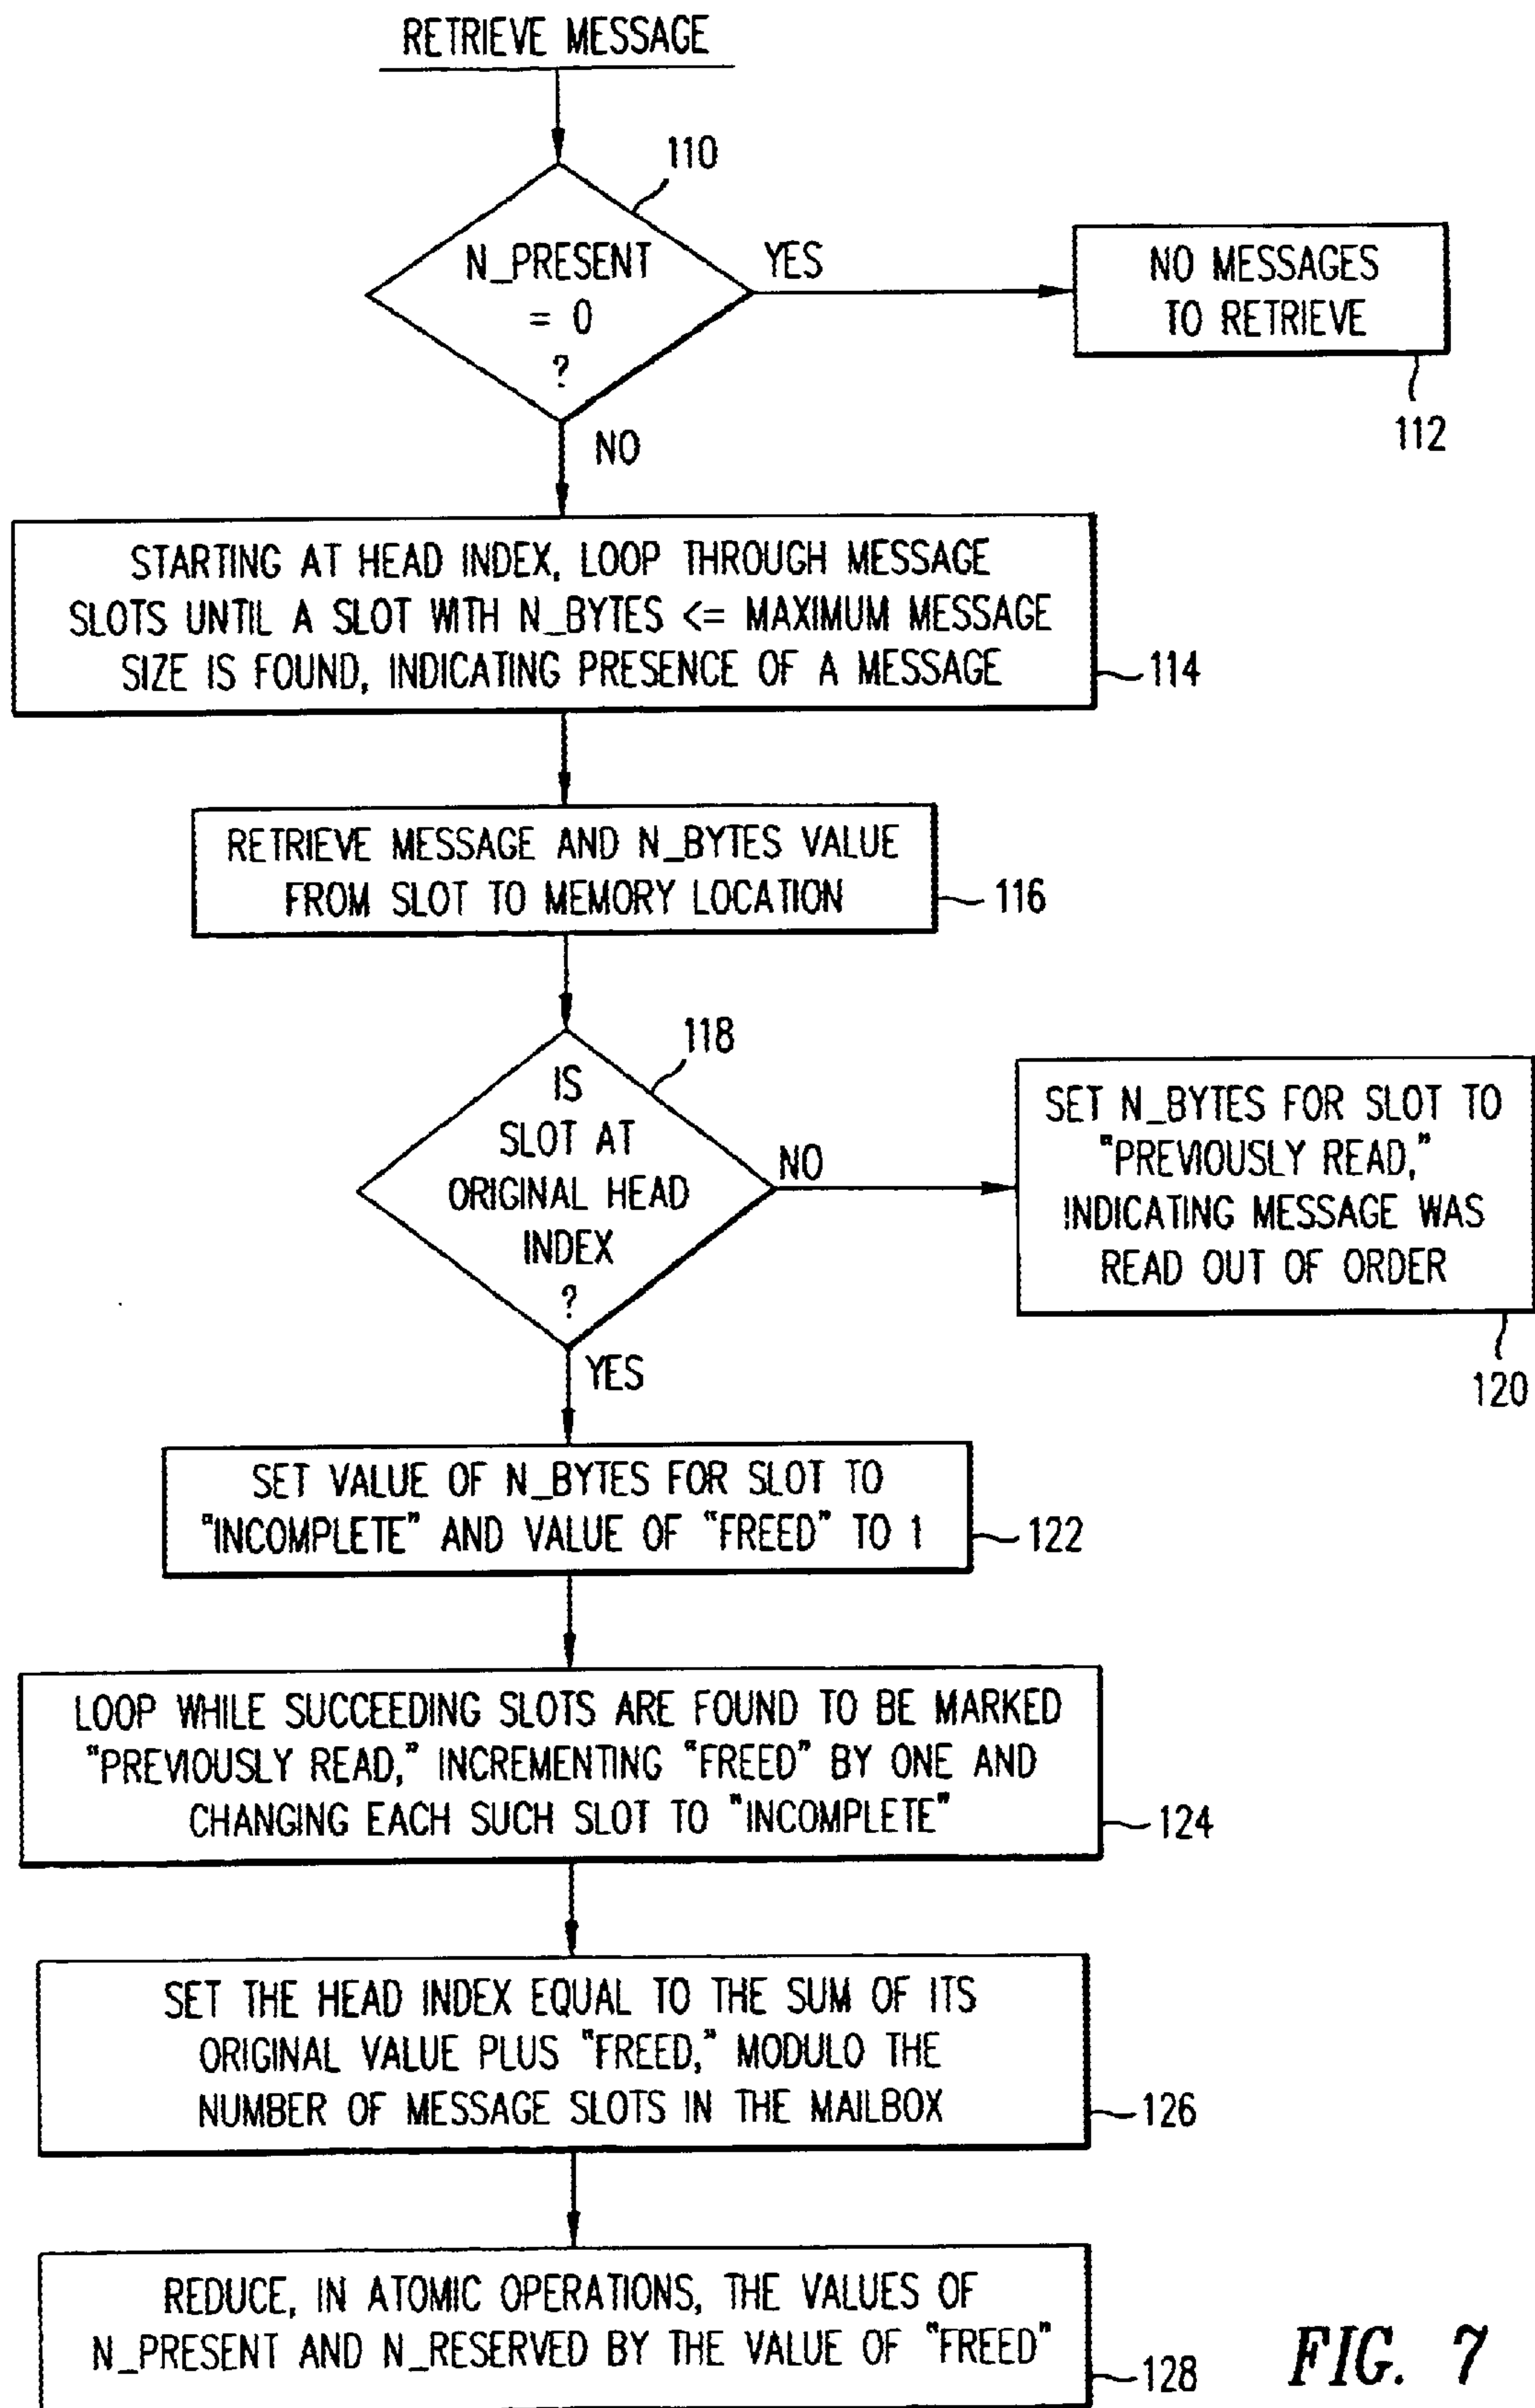 RETRIEVE MESSAGE
110
N_PRESENT
= 0
?
YES
NO MESSAGES
TO RETRIEVE
112
NO
STARTING AT HEAD INDEX, LOOP THROUGH MESSAGE
SLOTS UNTIL A SLOT WITH N_BYTES <= MAXIMUM MESSAGE
SIZE IS FOUND, INDICATING PRESENCE OF A MESSAGE
114
RETRIEVE MESSAGE AND N_BYTES VALUE
FROM SLOT TO MEMORY LOCATION
116
118
IS
SLOT AT
ORIGINAL HEAD
INDEX
?
NO
SET N_BYTES FOR SLOT TO
"PREVIOUSLY READ,"
INDICATING MESSAGE WAS
READ OUT OF ORDER
120
YES
SET VALUE OF N_BYTES FOR SLOT TO
"INCOMPLETE" AND VALUE OF "FREED" TO 1
122
LOOP WHILE SUCCEEDING SLOTS ARE FOUND TO BE MARKED
"PREVIOUSLY READ," INCREMENTING "FREED" BY ONE AND
CHANGING EACH SUCH SLOT TO "INCOMPLETE"
124
SET THE HEAD INDEX EQUAL TO THE SUM OF ITS
ORIGINAL VALUE PLUS "FREED," MODULO THE
NUMBER OF MESSAGE SLOTS IN THE MAILBOX
126
REDUCE, IN ATOMIC OPERATIONS, THE VALUES OF
N_PRESENT AND N_RESERVED BY THE VALUE OF "FREED"
128
FIG. 7